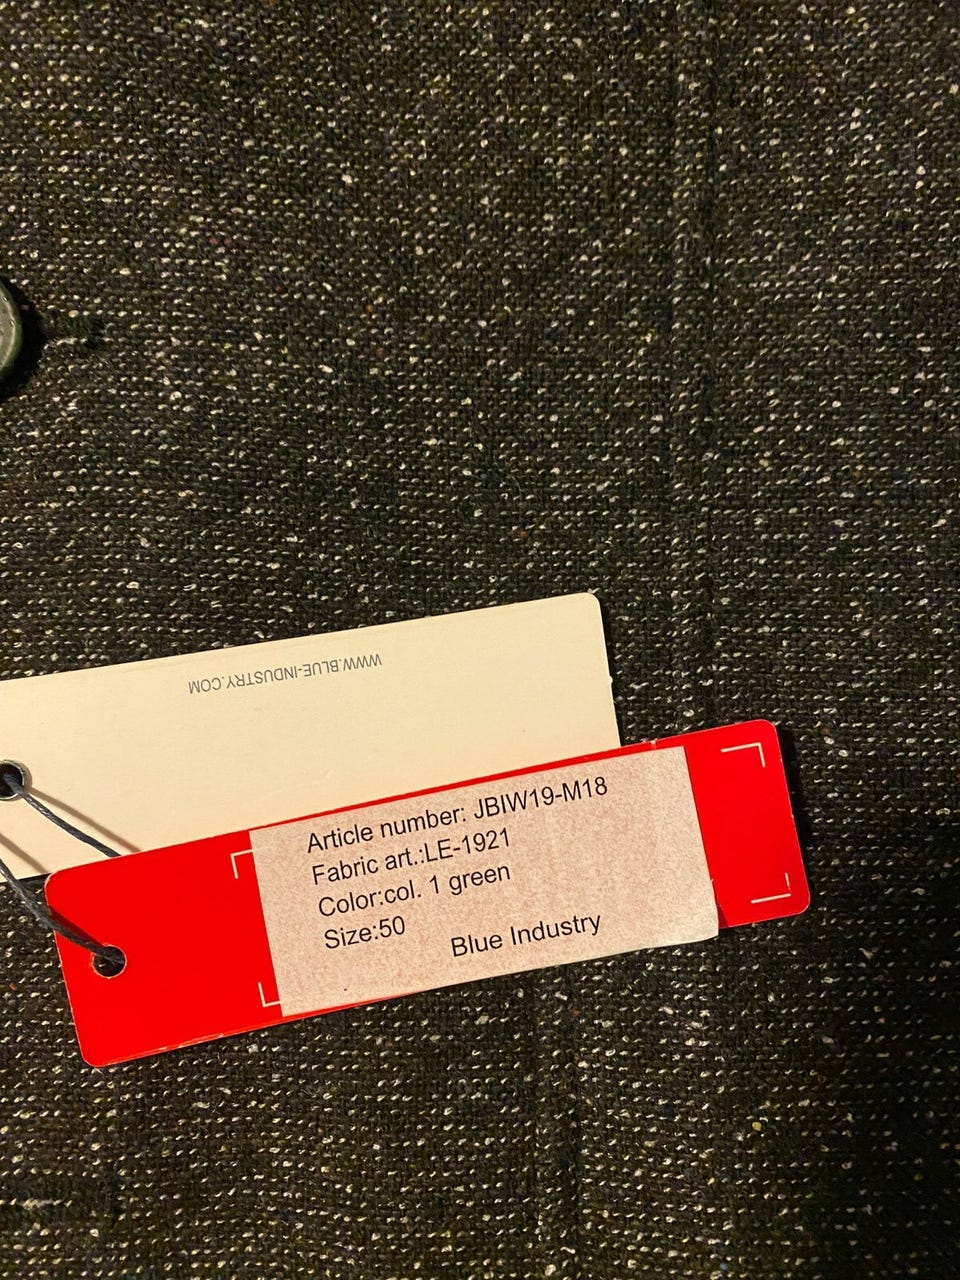 WWW.BLUE-INDUSTRY.COM
Article number: JBIW19-M18
Fabric art.:LE-1921
Color:col. 1 green
Size:50
Blue Industry